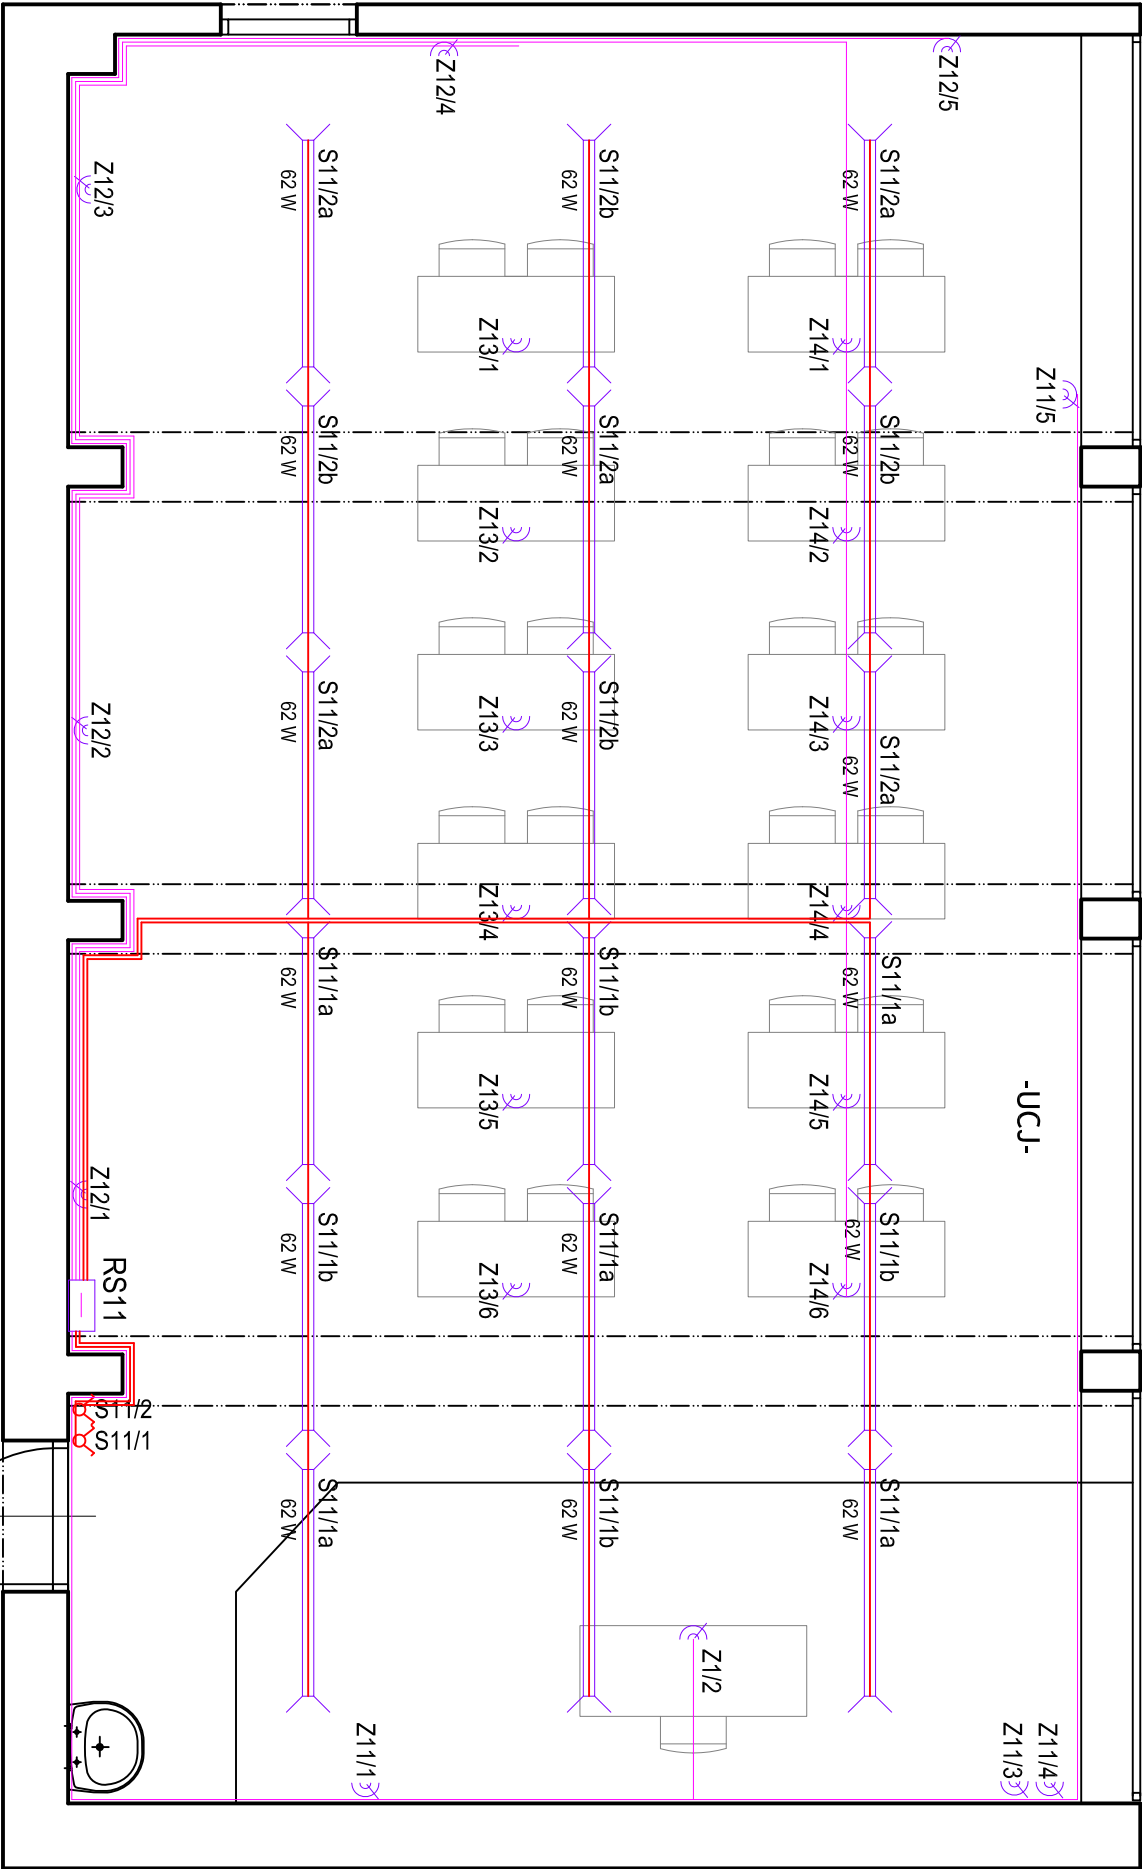 Z12/4
Z12/5
Z12/3
S11/2a
62 W
S11/2b
62 W
S11/2a
62 W
Z13/1
Z14/1
Z11/5
S11/2b
62 W
S11/2a
62 W
S11/2b
62 W
Z13/2
Z14/2
Z12/2
S11/2a
62 W
S11/2b
62 W
S11/2a
62 W
Z13/3
Z14/3
Z13/4
Z14/4
S11/1a
62 W
S11/1b
62 W
S11/1a
62 W
Z13/5
Z14/5
-UCJ-
Z12/1
RS11
S11/1b
62 W
S11/1a
62 W
S11/1b
62 W
Z13/6
Z14/6
S11/2
S11/1
S11/1a
62 W
S11/1b
62 W
S11/1a
62 W
Z1/2
Z11/1
Z11/3
Z11/4